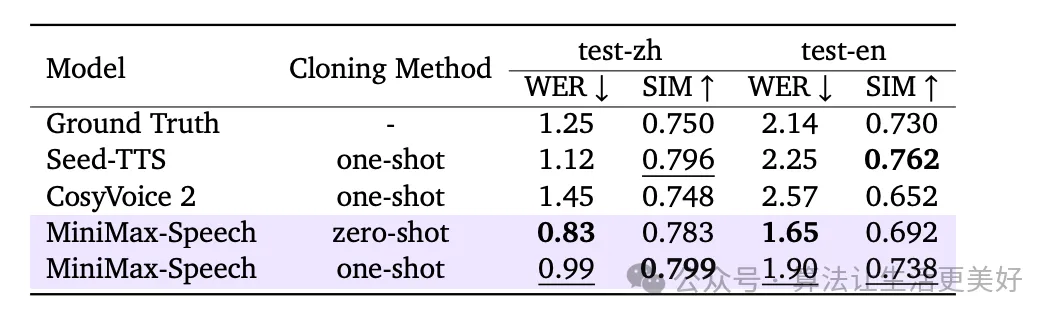 Model Cloning Method test-zh test-en
WER ↓ SIM ↑ WER ↓ SIM ↑
Ground Truth - 1.25 0.750 2.14 0.730
Seed-TTS one-shot 1.12 0.796 2.25 0.762
CosyVoice 2 one-shot 1.45 0.748 2.57 0.652
MiniMax-Speech zero-shot 0.83 0.783 1.65 0.692
MiniMax-Speech one-shot 0.99 0.799 1.90 0.738
公众号 · 算法让生活更美好